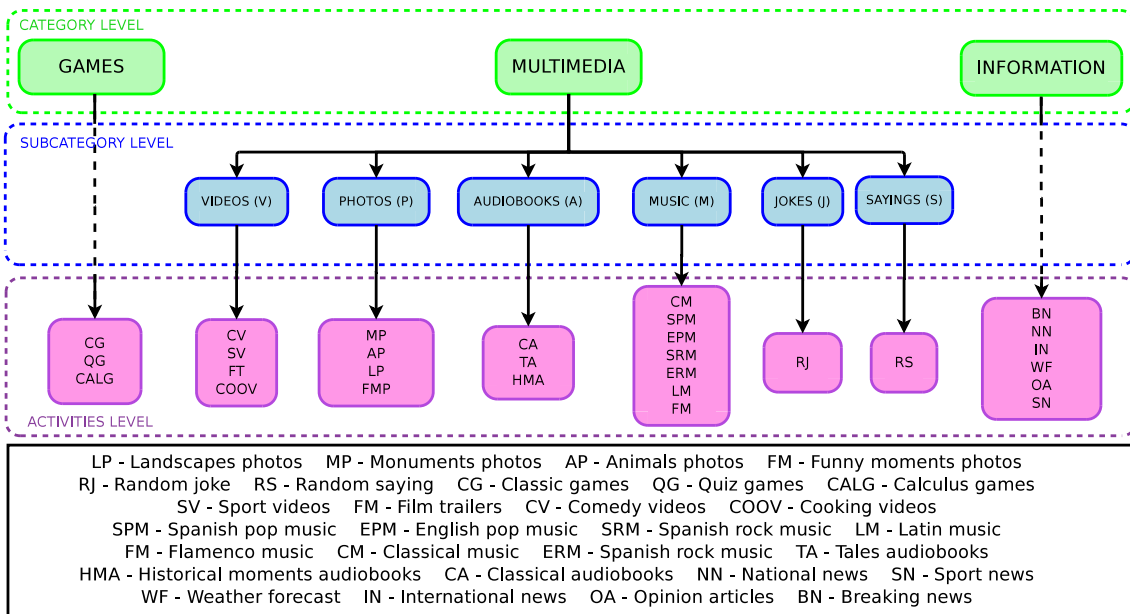 CATEGORY LEVEL
GAMES
MULTIMEDIA
INFORMATION
SUBCATEGORY LEVEL
VIDEOS (V)
PHOTOS (P)
AUDIOBOOKS (A)
MUSIC (M)
JOKES (J)
SAYINGS (S)
CG
QG
CALG
CV
SV
FT
COOV
MP
AP
LP
FMP
CA
TA
HMA
CM
SPM
EPM
SRM
ERM
LM
FM
RJ
RS
BN
NN
IN
WF
OA
SN
ACTIVITIES LEVEL
LP - Landscapes photos MP - Monuments photos AP - Animals photos FM - Funny moments photos
RJ - Random joke RS - Random saying CG - Classic games QG - Quiz games CALG - Calculus games
SV - Sport videos FM - Film trailers CV - Comedy videos COOV - Cooking videos
SPM - Spanish pop music EPM - English pop music SRM - Spanish rock music LM - Latin music
FM - Flamenco music CM - Classical music ERM - Spanish rock music TA - Tales audiobooks
HMA - Historical moments audiobooks CA - Classical audiobooks NN - National news SN - Sport news
WF - Weather forecast IN - International news OA - Opinion articles BN - Breaking news